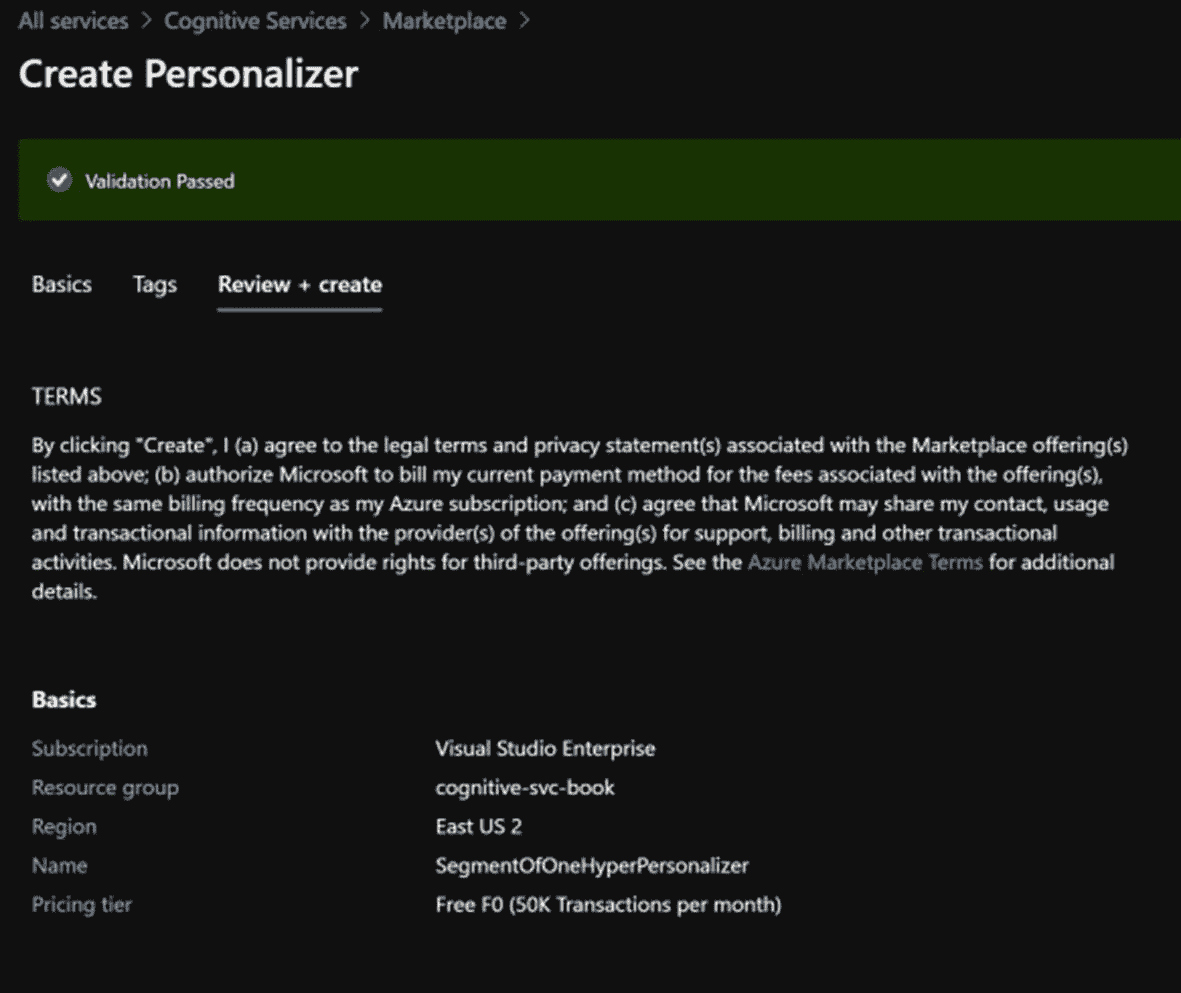 All services > Cognitive Services > Marketplace >
Create Personalizer
Validation Passed
Basics Tags Review + create
TERMS
By clicking "Create", I (a) agree to the legal terms and privacy statement(s) associated with the Marketplace offering(s)
listed above; (b) authorize Microsoft to bill my current payment method for the fees associated with the offering(s),
with the same billing frequency as my Azure subscription; and (c) agree that Microsoft may share my contact, usage
and transactional information with the provider(s) of the offering(s) for support, billing and other transactional
activities. Microsoft does not provide rights for third-party offerings. See the Azure Marketplace Terms for additional
details.
Basics
Subscription Visual Studio Enterprise
Resource group cognitive-svc-book
Region East US 2
Name SegmentOfOneHyperPersonalizer
Pricing tier Free F0 (50K Transactions per month)